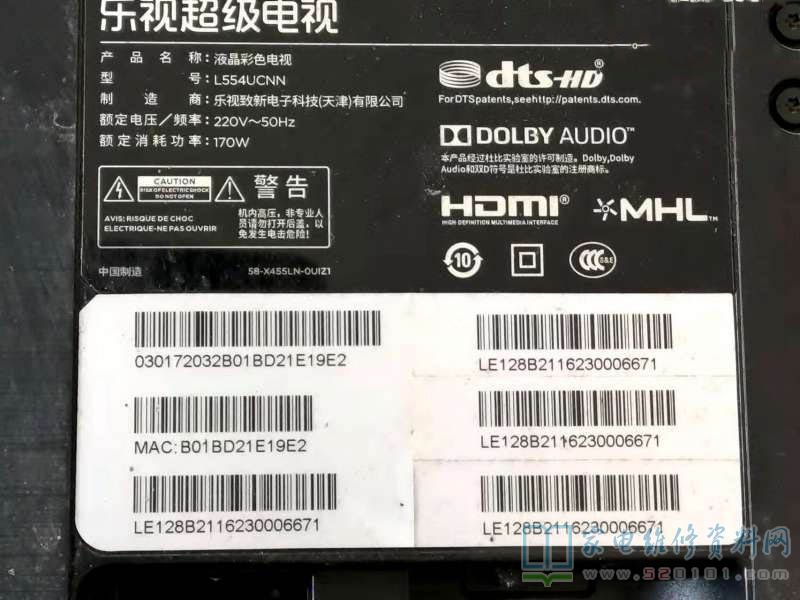 乐视超级电视
产品名称：液晶彩色电视
型号：L554UCNN
制造商：乐视致新电子科技(天津)有限公司
额定电压/频率：220V～50Hz
额定消耗功率：170W
CAUTION
RISK OF ELECTRIC SHOCK
DO NOT OPEN
警告
AVIS: RISQUE DE CHOC
ELECTRIQUE-NE PAS OUVRIR
机内高压，非专业人
员请勿打开后盖，以
免发生电击危险！
中国制造
58-X455LN-0UIZ1
dts-HD®
For DTS patents, see http://patents.dts.com.
DOLBY AUDIO™
本产品经过杜比实验室的许可制造。Dolby,Dolby
Audio和双D符号是杜比实验室的注册商标。
HDMI®
HIGH-DEFINITION MULTIMEDIA INTERFACE
MHL™
10
CCC S&E
030172032B01BD21E19E2
MAC:B01BD21E19E2
LE128B2116230006671
LE128B2116230006671
LE128B2116230006671
LE128B2116230006671
家电维修资料网
www.520101.com